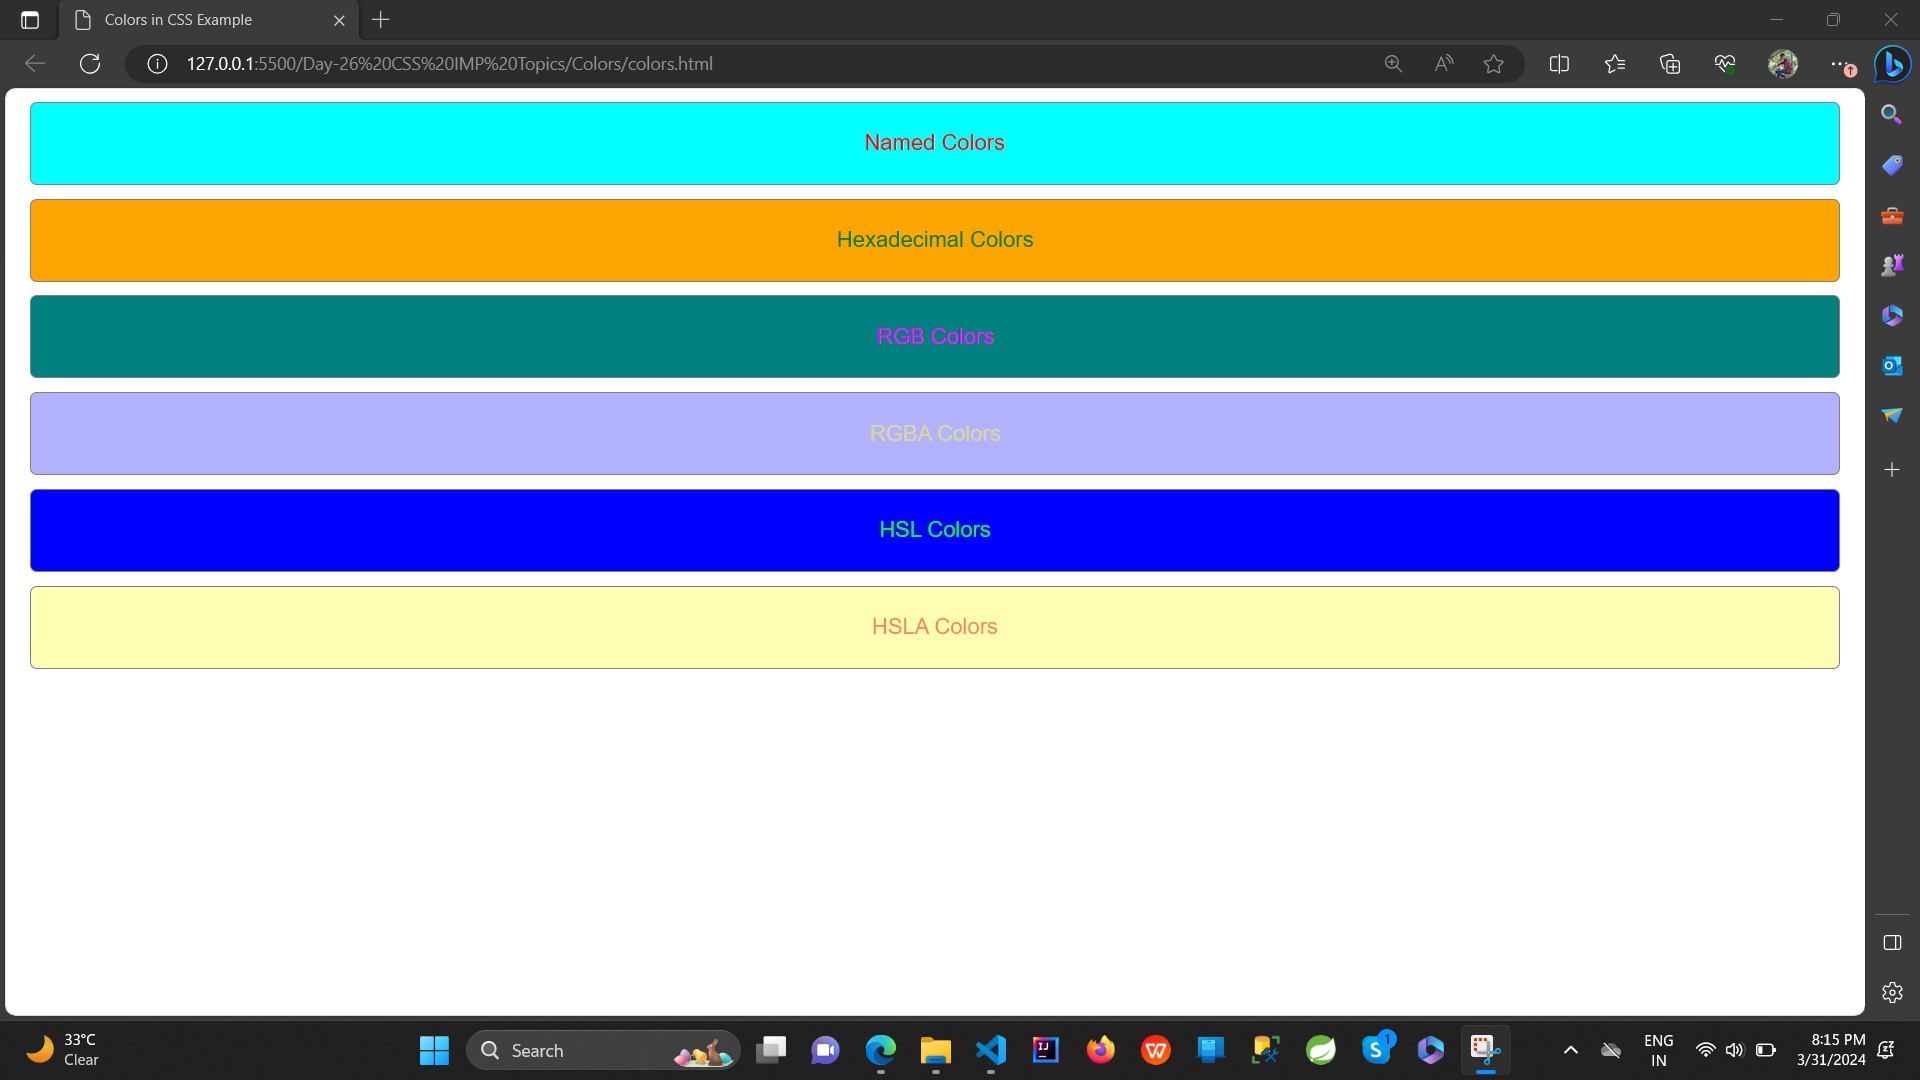 Colors in CSS Example
127.0.0.1:5500/Day-26%20CSS%20IMP%20Topics/Colors/colors.html
Named Colors
Hexadecimal Colors
RGB Colors
RGBA Colors
HSL Colors
HSLA Colors
33°C
Clear
Search
1
ENG
IN
8:15 PM
3/31/2024